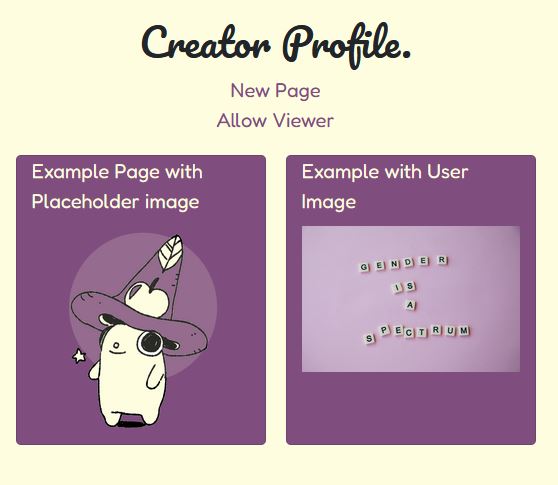 Creator Profile.
New Page
Allow Viewer
Example Page with
Placeholder image
Example with User
Image
GENDER
IS
A
SPECTRUM